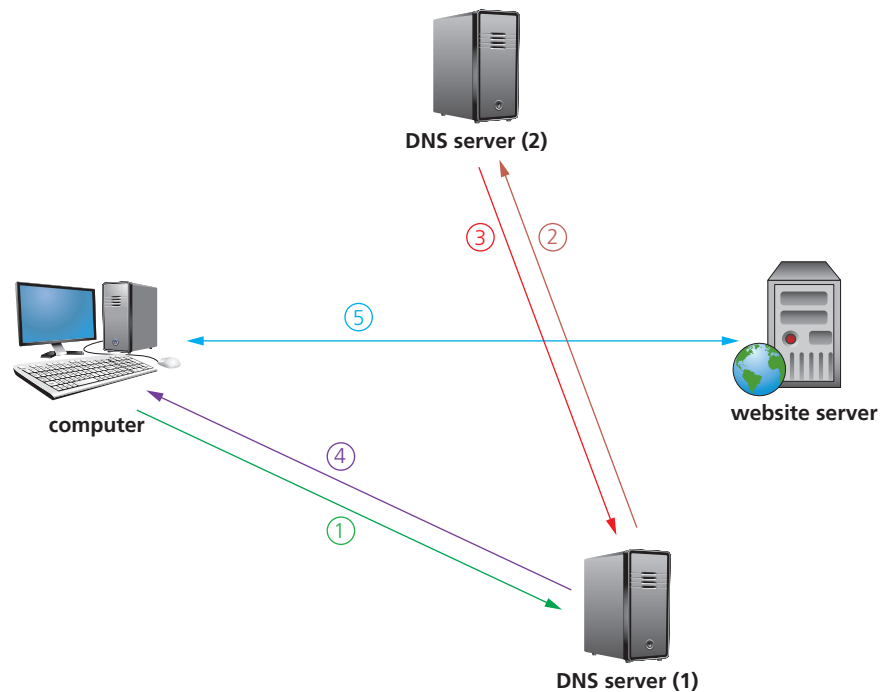 DNS server (2)
3
2
5
computer
website server
4
1
DNS server (1)